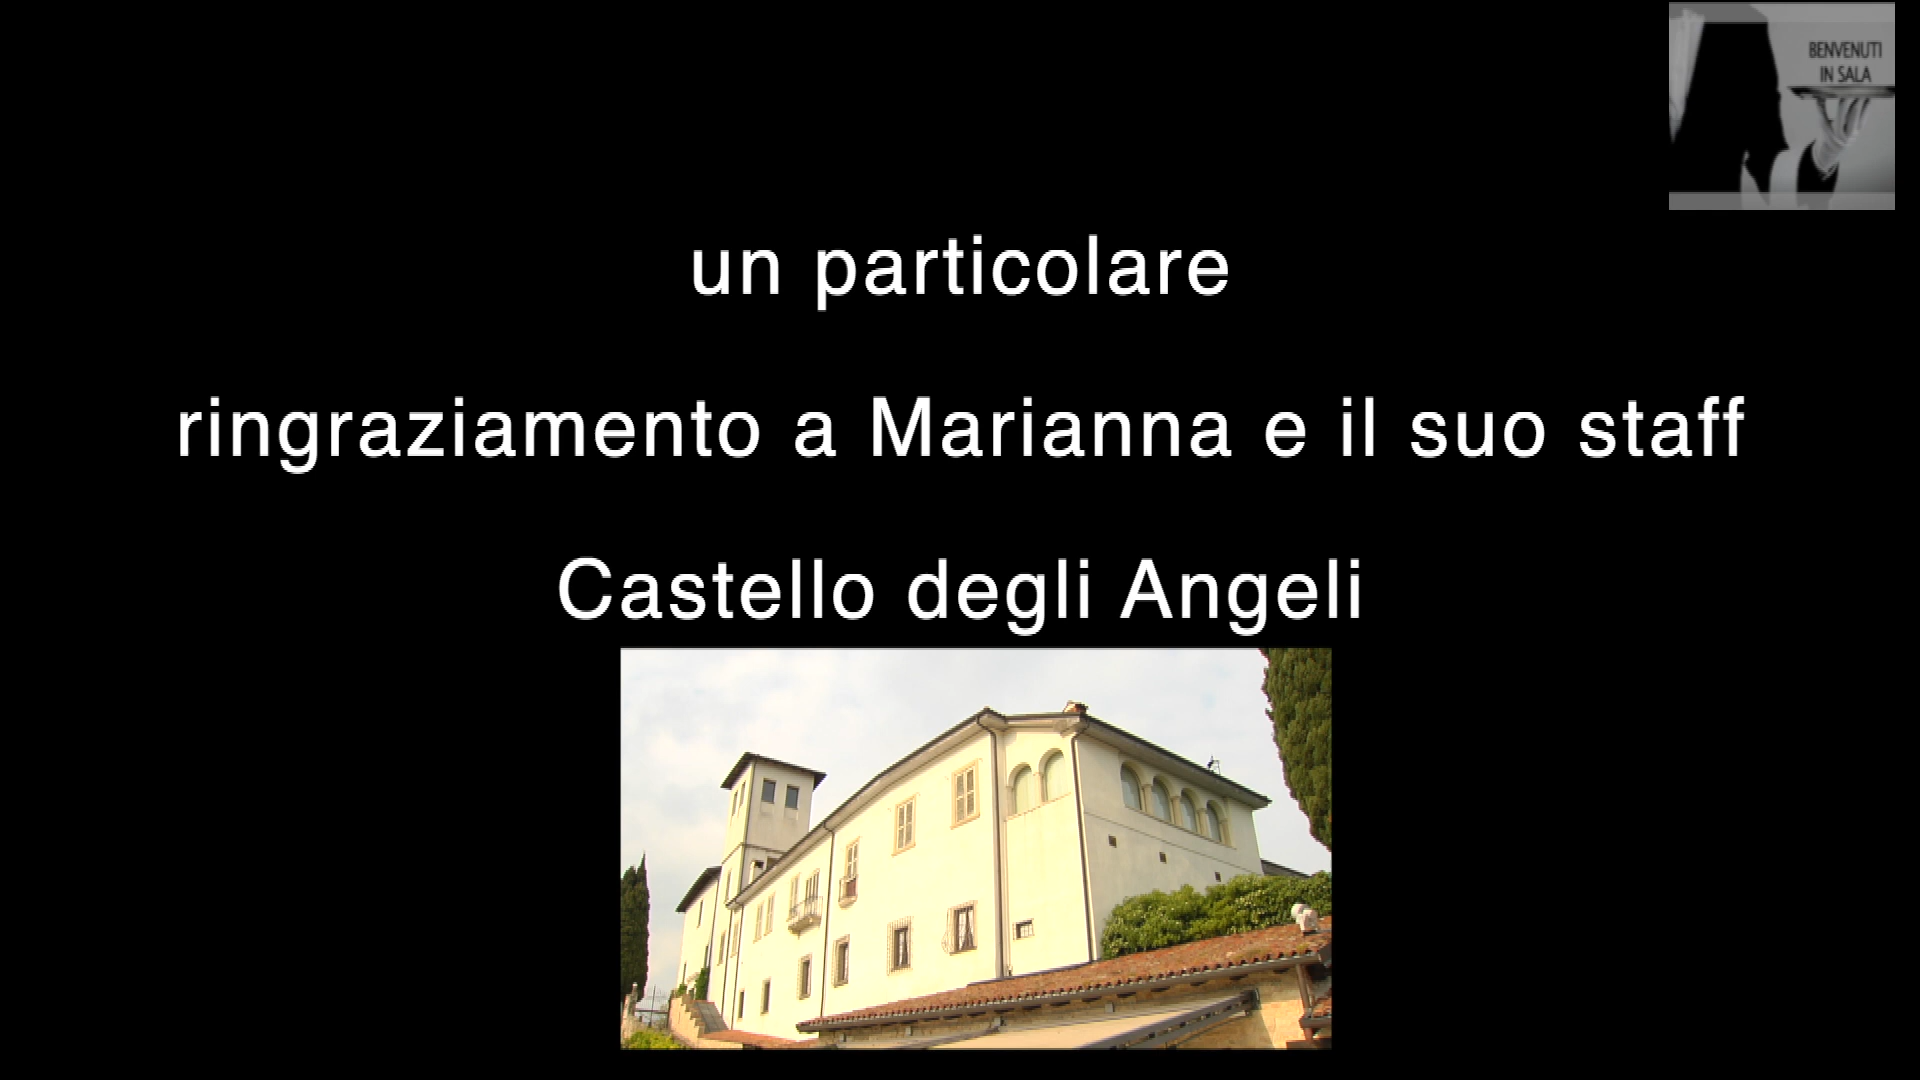 BENVENUTI
IN SALA
un particolare
ringraziamento a Marianna e il suo staff
Castello degli Angeli